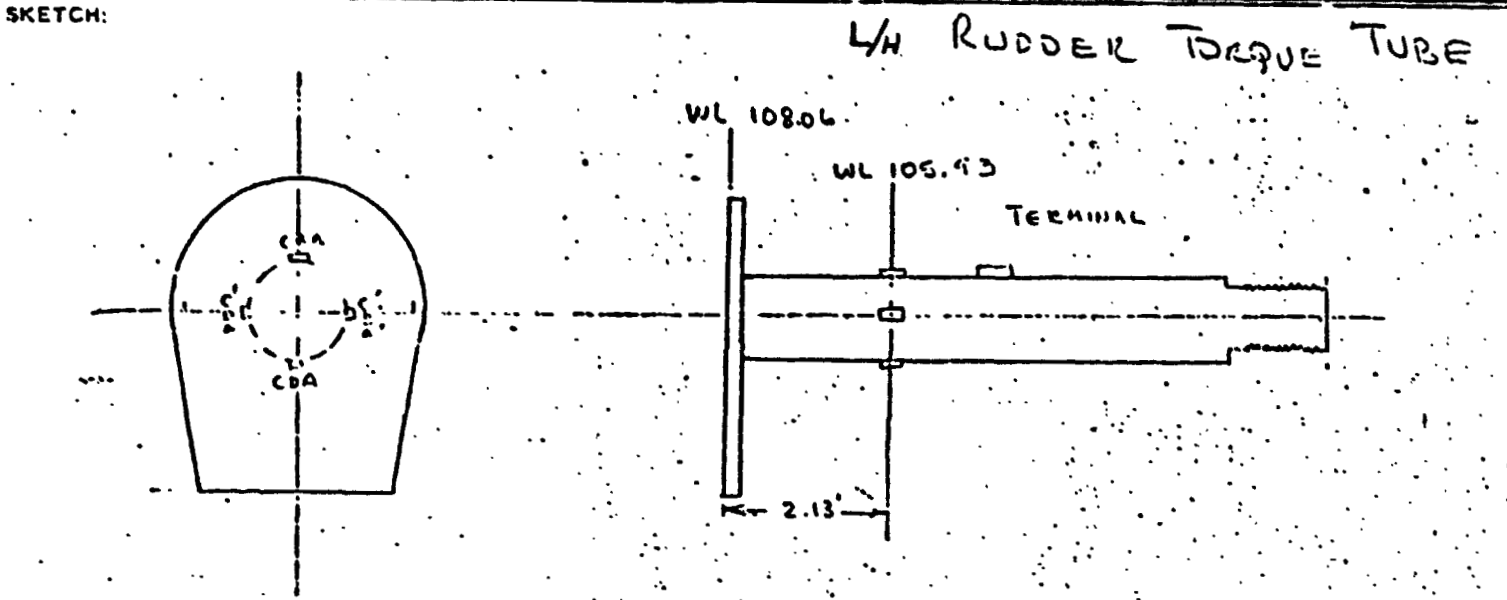 SKETCH:
L/H RUDDER TORQUE TUBE
WL 108.06
WL 105.93
TERMINAL
CDA
CDA
2.13"